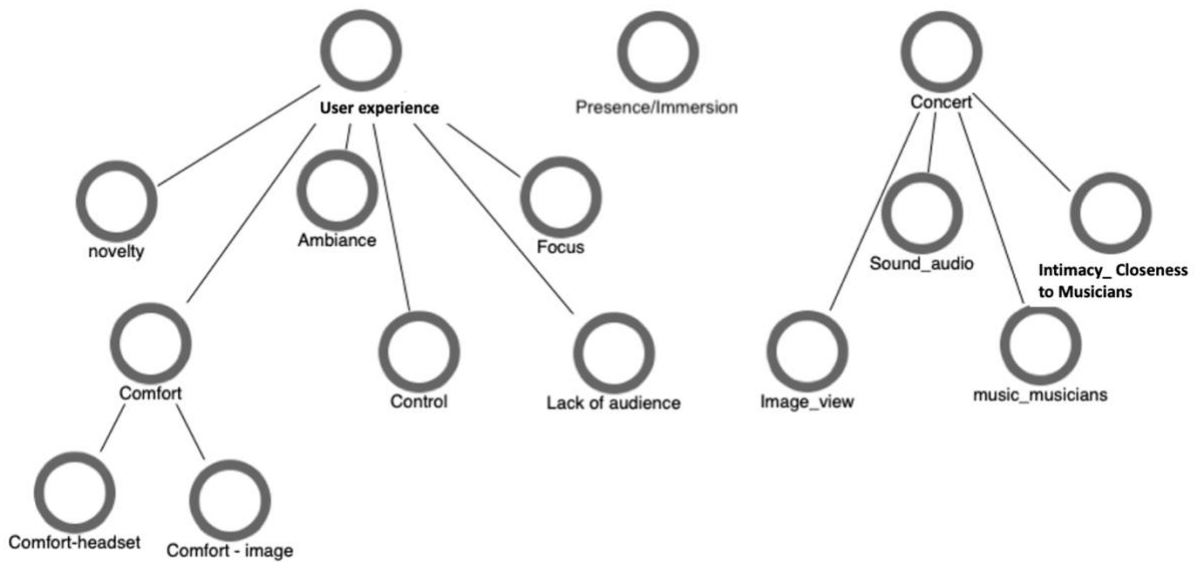 User experience
Presence/Immersion
Concert
novelty
Ambiance
Focus
Sound_audio
Intimacy_ Closeness
to Musicians
Comfort
Control
Lack of audience
Image_view
music_musicians
Comfort-headset
Comfort - image